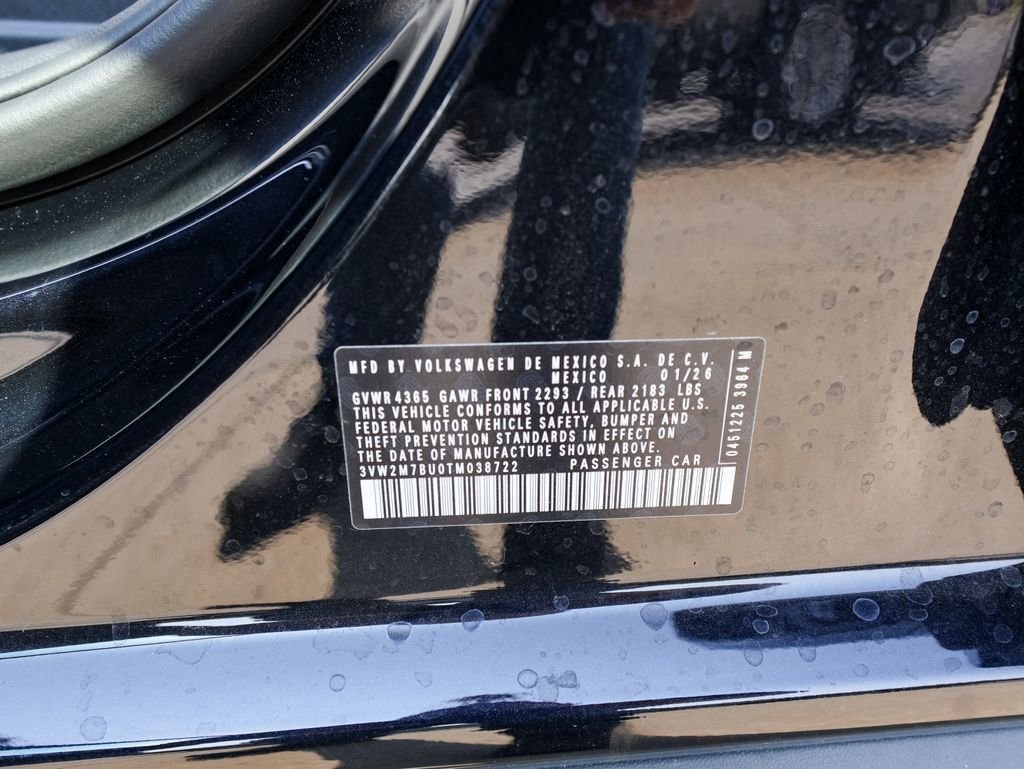 MFD BY VOLKSWAGEN DE MEXICO S.A. DE C.V.
MEXICO 01/26
GVWR 4365 GAWR FRONT 2293 / REAR 2183 LBS
THIS VEHICLE CONFORMS TO ALL APPLICABLE U.S.
FEDERAL MOTOR VEHICLE SAFETY, BUMPER AND
THEFT PREVENTION STANDARDS IN EFFECT ON
THE DATE OF MANUFACTURE SHOWN ABOVE.
3VW2M7BU0TM038722 PASSENGER CAR
0451225 3964 M